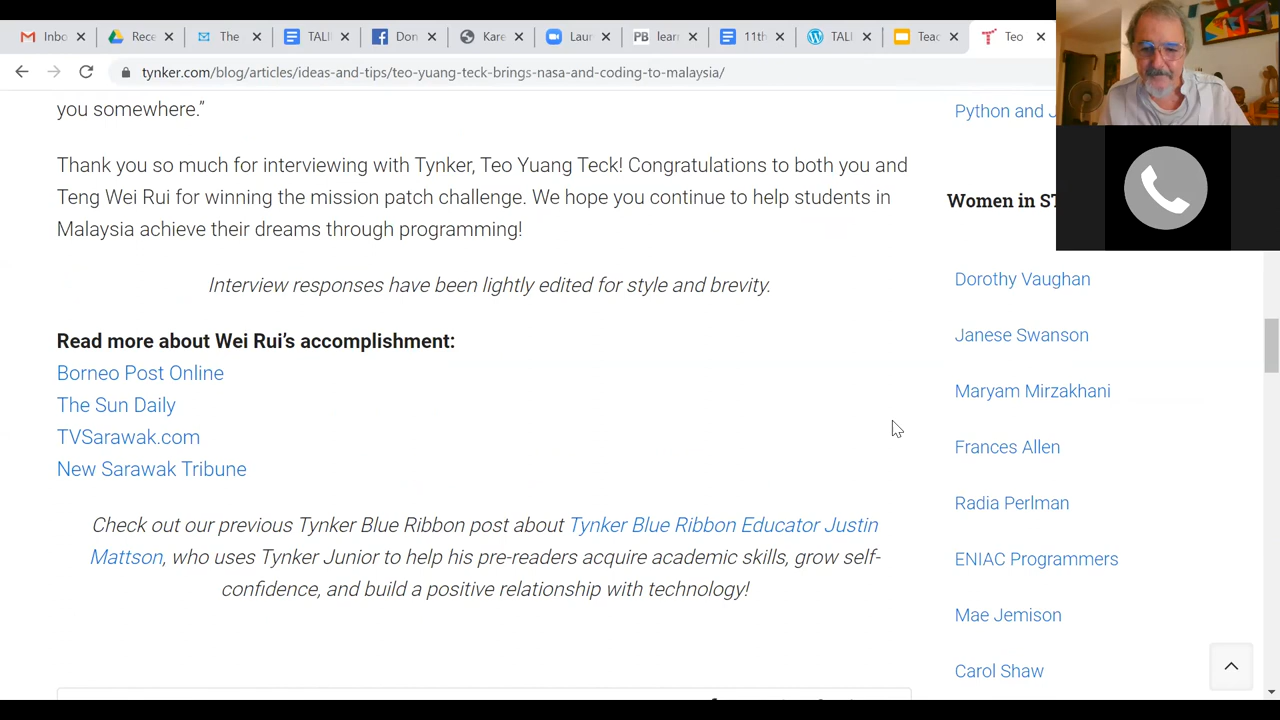 Inbo
Rece
The
TALI
Don
Kare
Laun
PB learn
11th
TALI
Teac
Teo
tynker.com/blog/articles/ideas-and-tips/teo-yuang-teck-brings-nasa-and-coding-to-malaysia/
you somewhere.”
Thank you so much for interviewing with Tynker, Teo Yuang Teck! Congratulations to both you and
Teng Wei Rui for winning the mission patch challenge. We hope you continue to help students in
Malaysia achieve their dreams through programming!
Interview responses have been lightly edited for style and brevity.
Read more about Wei Rui’s accomplishment:
Borneo Post Online
The Sun Daily
TVSarawak.com
New Sarawak Tribune
Check out our previous Tynker Blue Ribbon post about Tynker Blue Ribbon Educator Justin
Mattson, who uses Tynker Junior to help his pre-readers acquire academic skills, grow self-
confidence, and build a positive relationship with technology!
Python and J
Women in ST
Dorothy Vaughan
Janese Swanson
Maryam Mirzakhani
Frances Allen
Radia Perlman
ENIAC Programmers
Mae Jemison
Carol Shaw